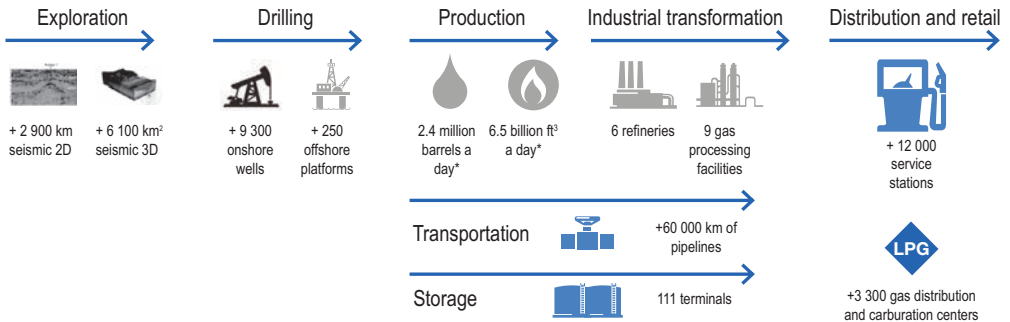 Exploration
Drilling
Production
Industrial transformation
Distribution and retail
+ 2 900 km
seismic 2D
+ 6 100 km²
seismic 3D
+ 9 300
onshore
wells
+ 250
offshore
platforms
2.4 million
barrels a
day*
6.5 billion ft³
a day*
6 refineries
9 gas
processing
facilities
+ 12 000
service
stations
Transportation
+60 000 km of
pipelines
LPG
Storage
111 terminals
+3 300 gas distribution
and carburation centers